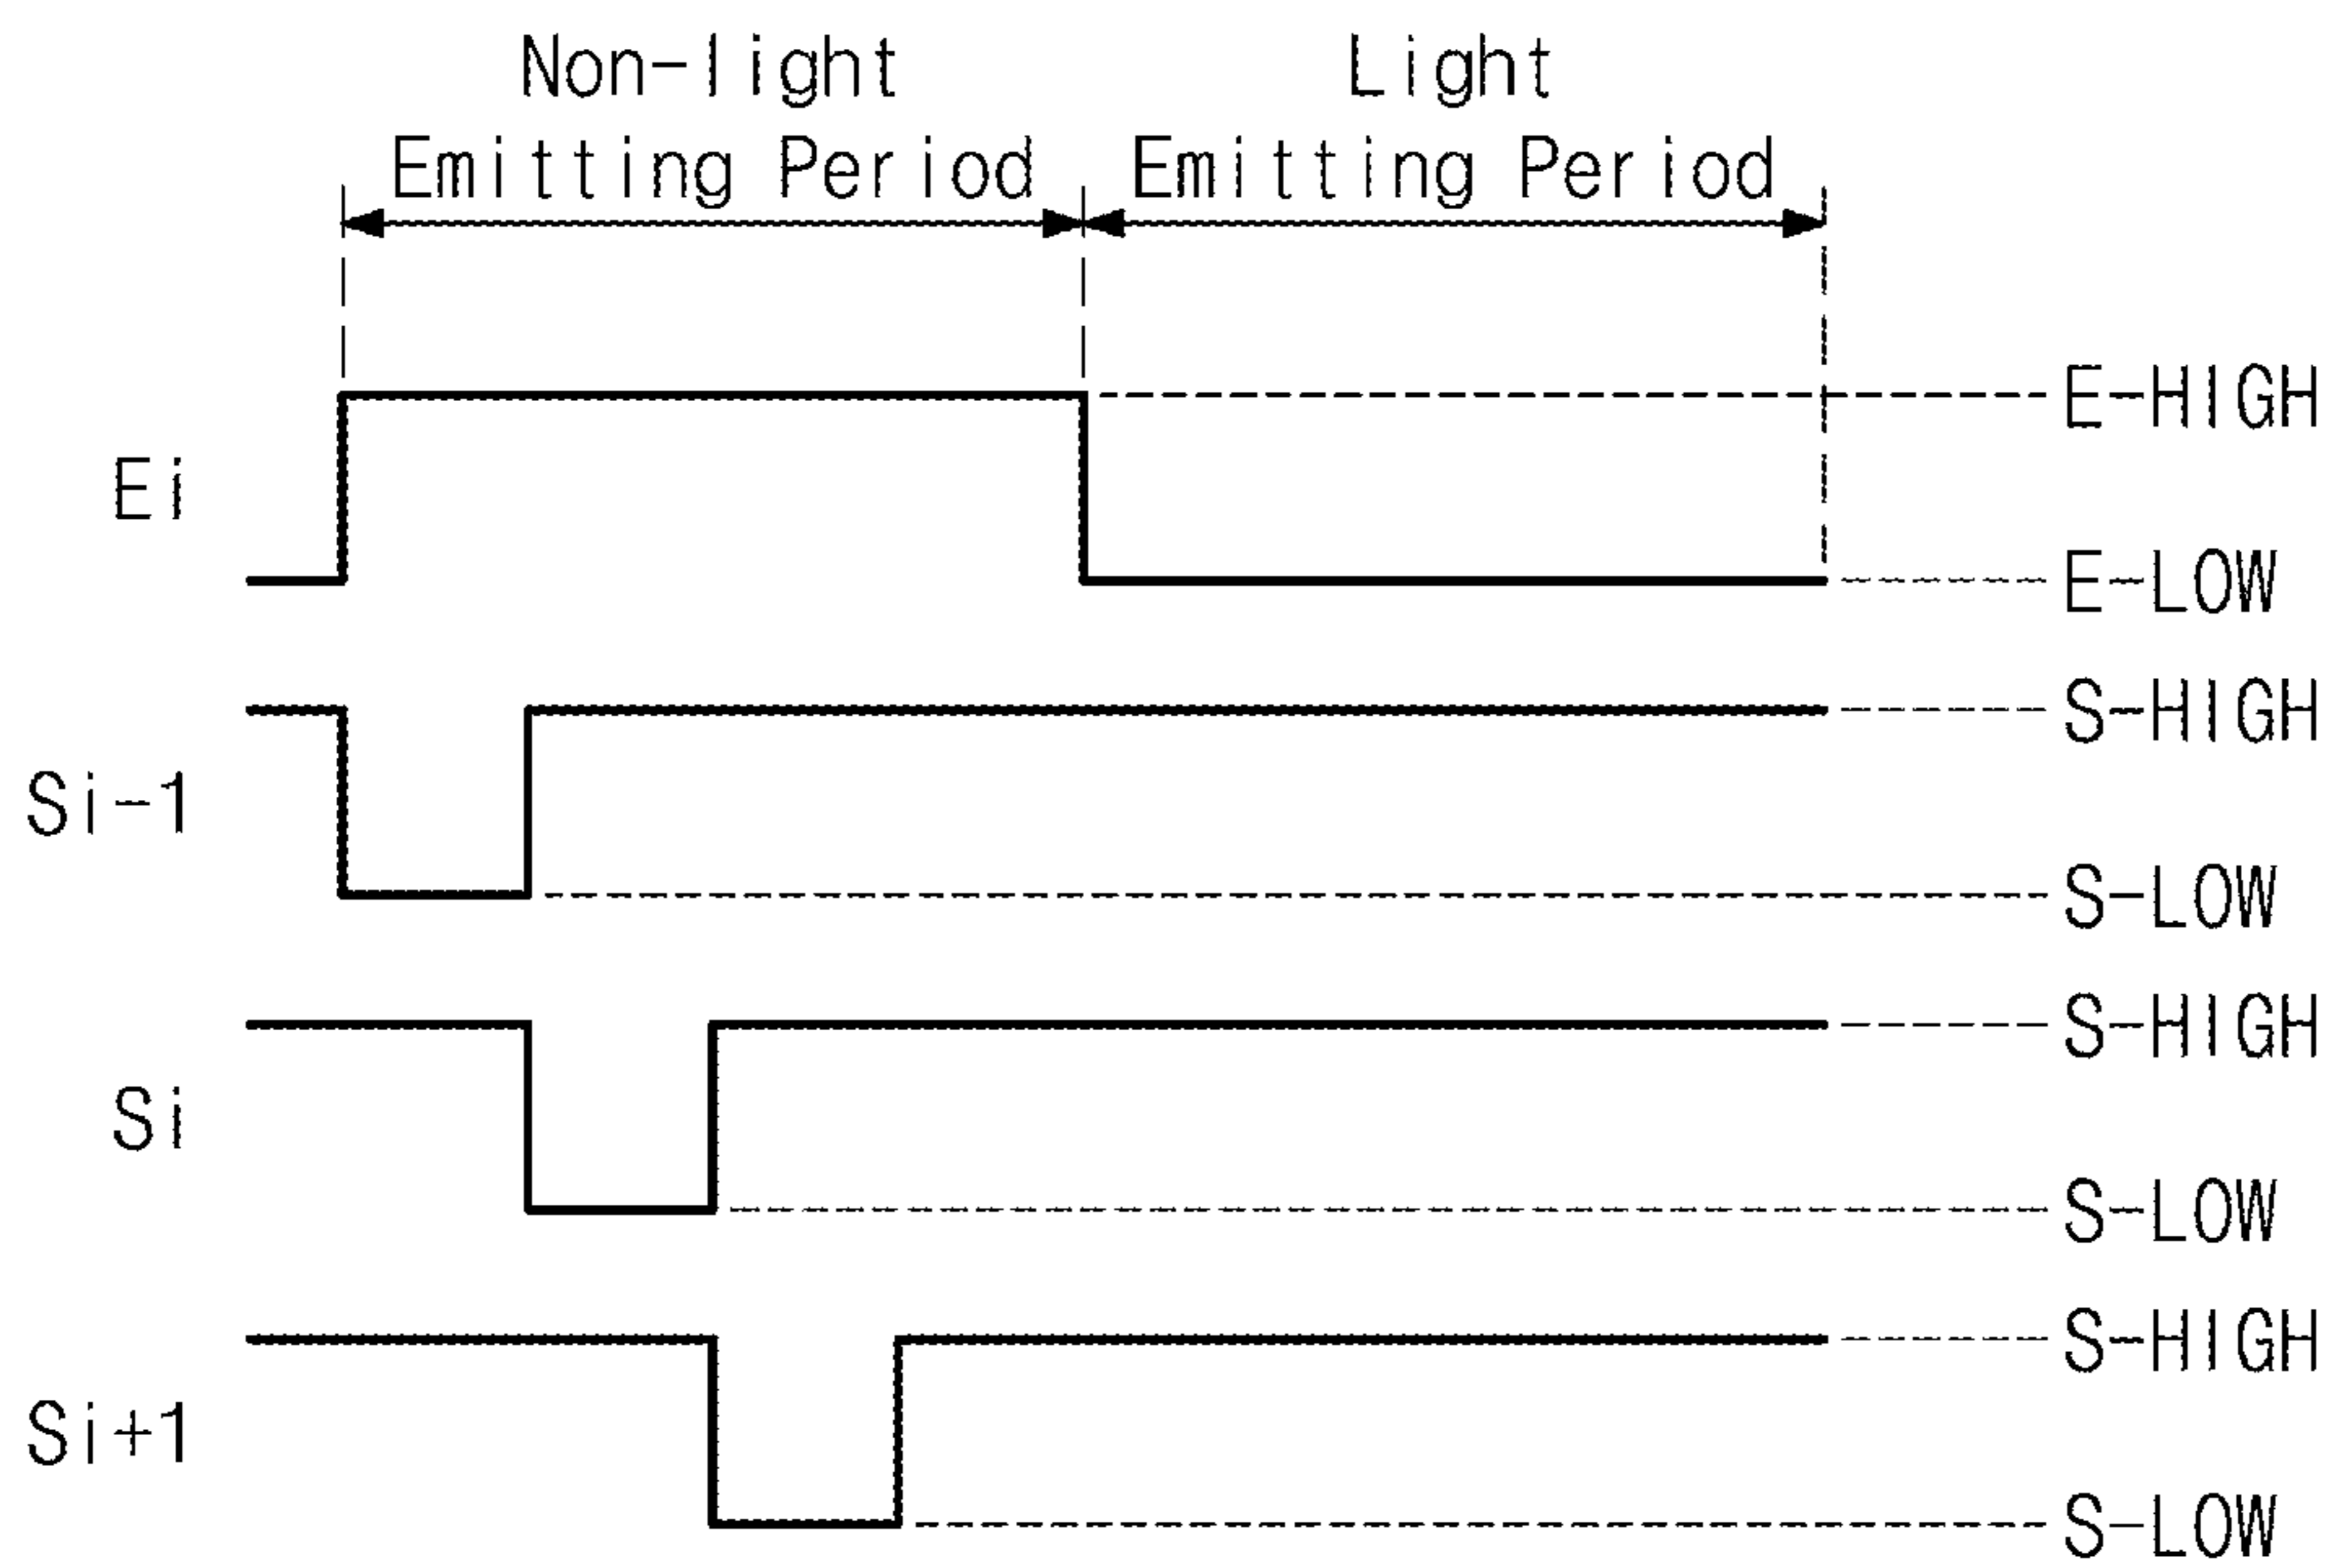 Non-light
Emitting Period
Light
Emitting Period
Ei
E-HIGH
E-LOW
Si-1
S-HIGH
S-LOW
Si
S-HIGH
S-LOW
Si+1
S-HIGH
S-LOW